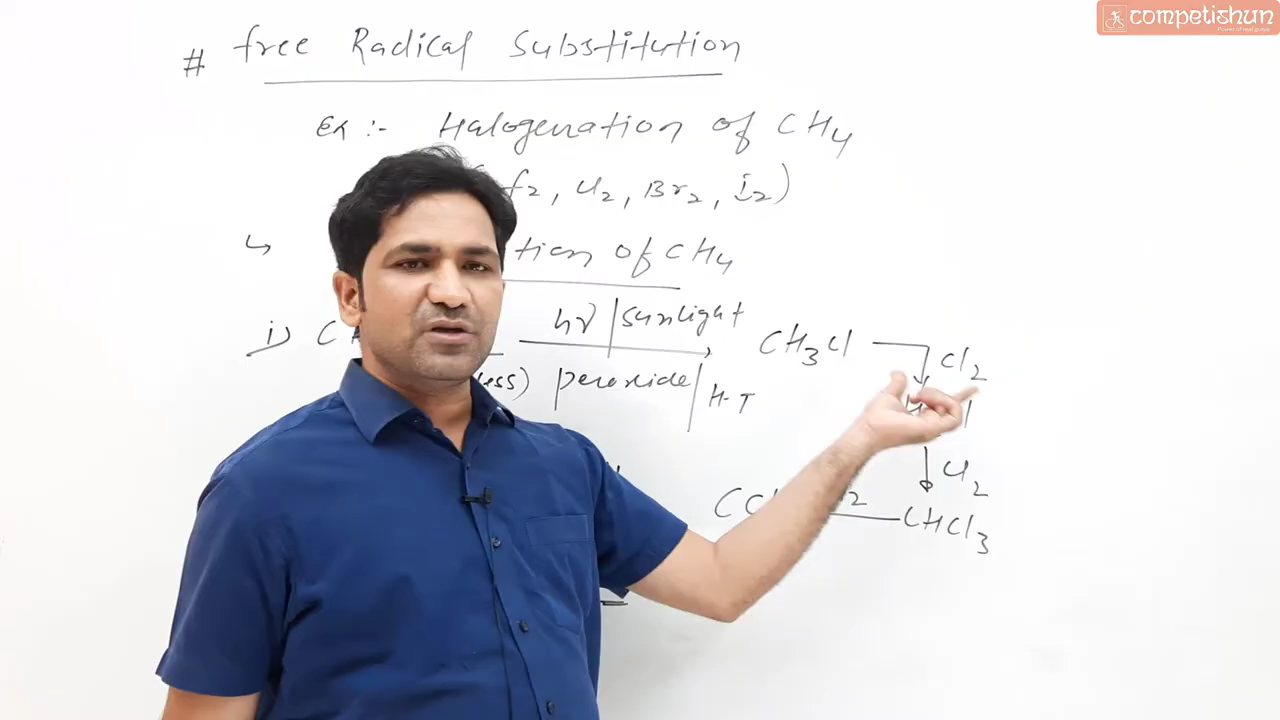 competishun
# free Radical Substitution
Ex :- Halogenation of CH4
f2, Cl2, Br2, I2)
↳ tion of CH4
i) C hν | sunlight CH3Cl Cl2
ess) peroxide | H-T
Cl2
CHCl3